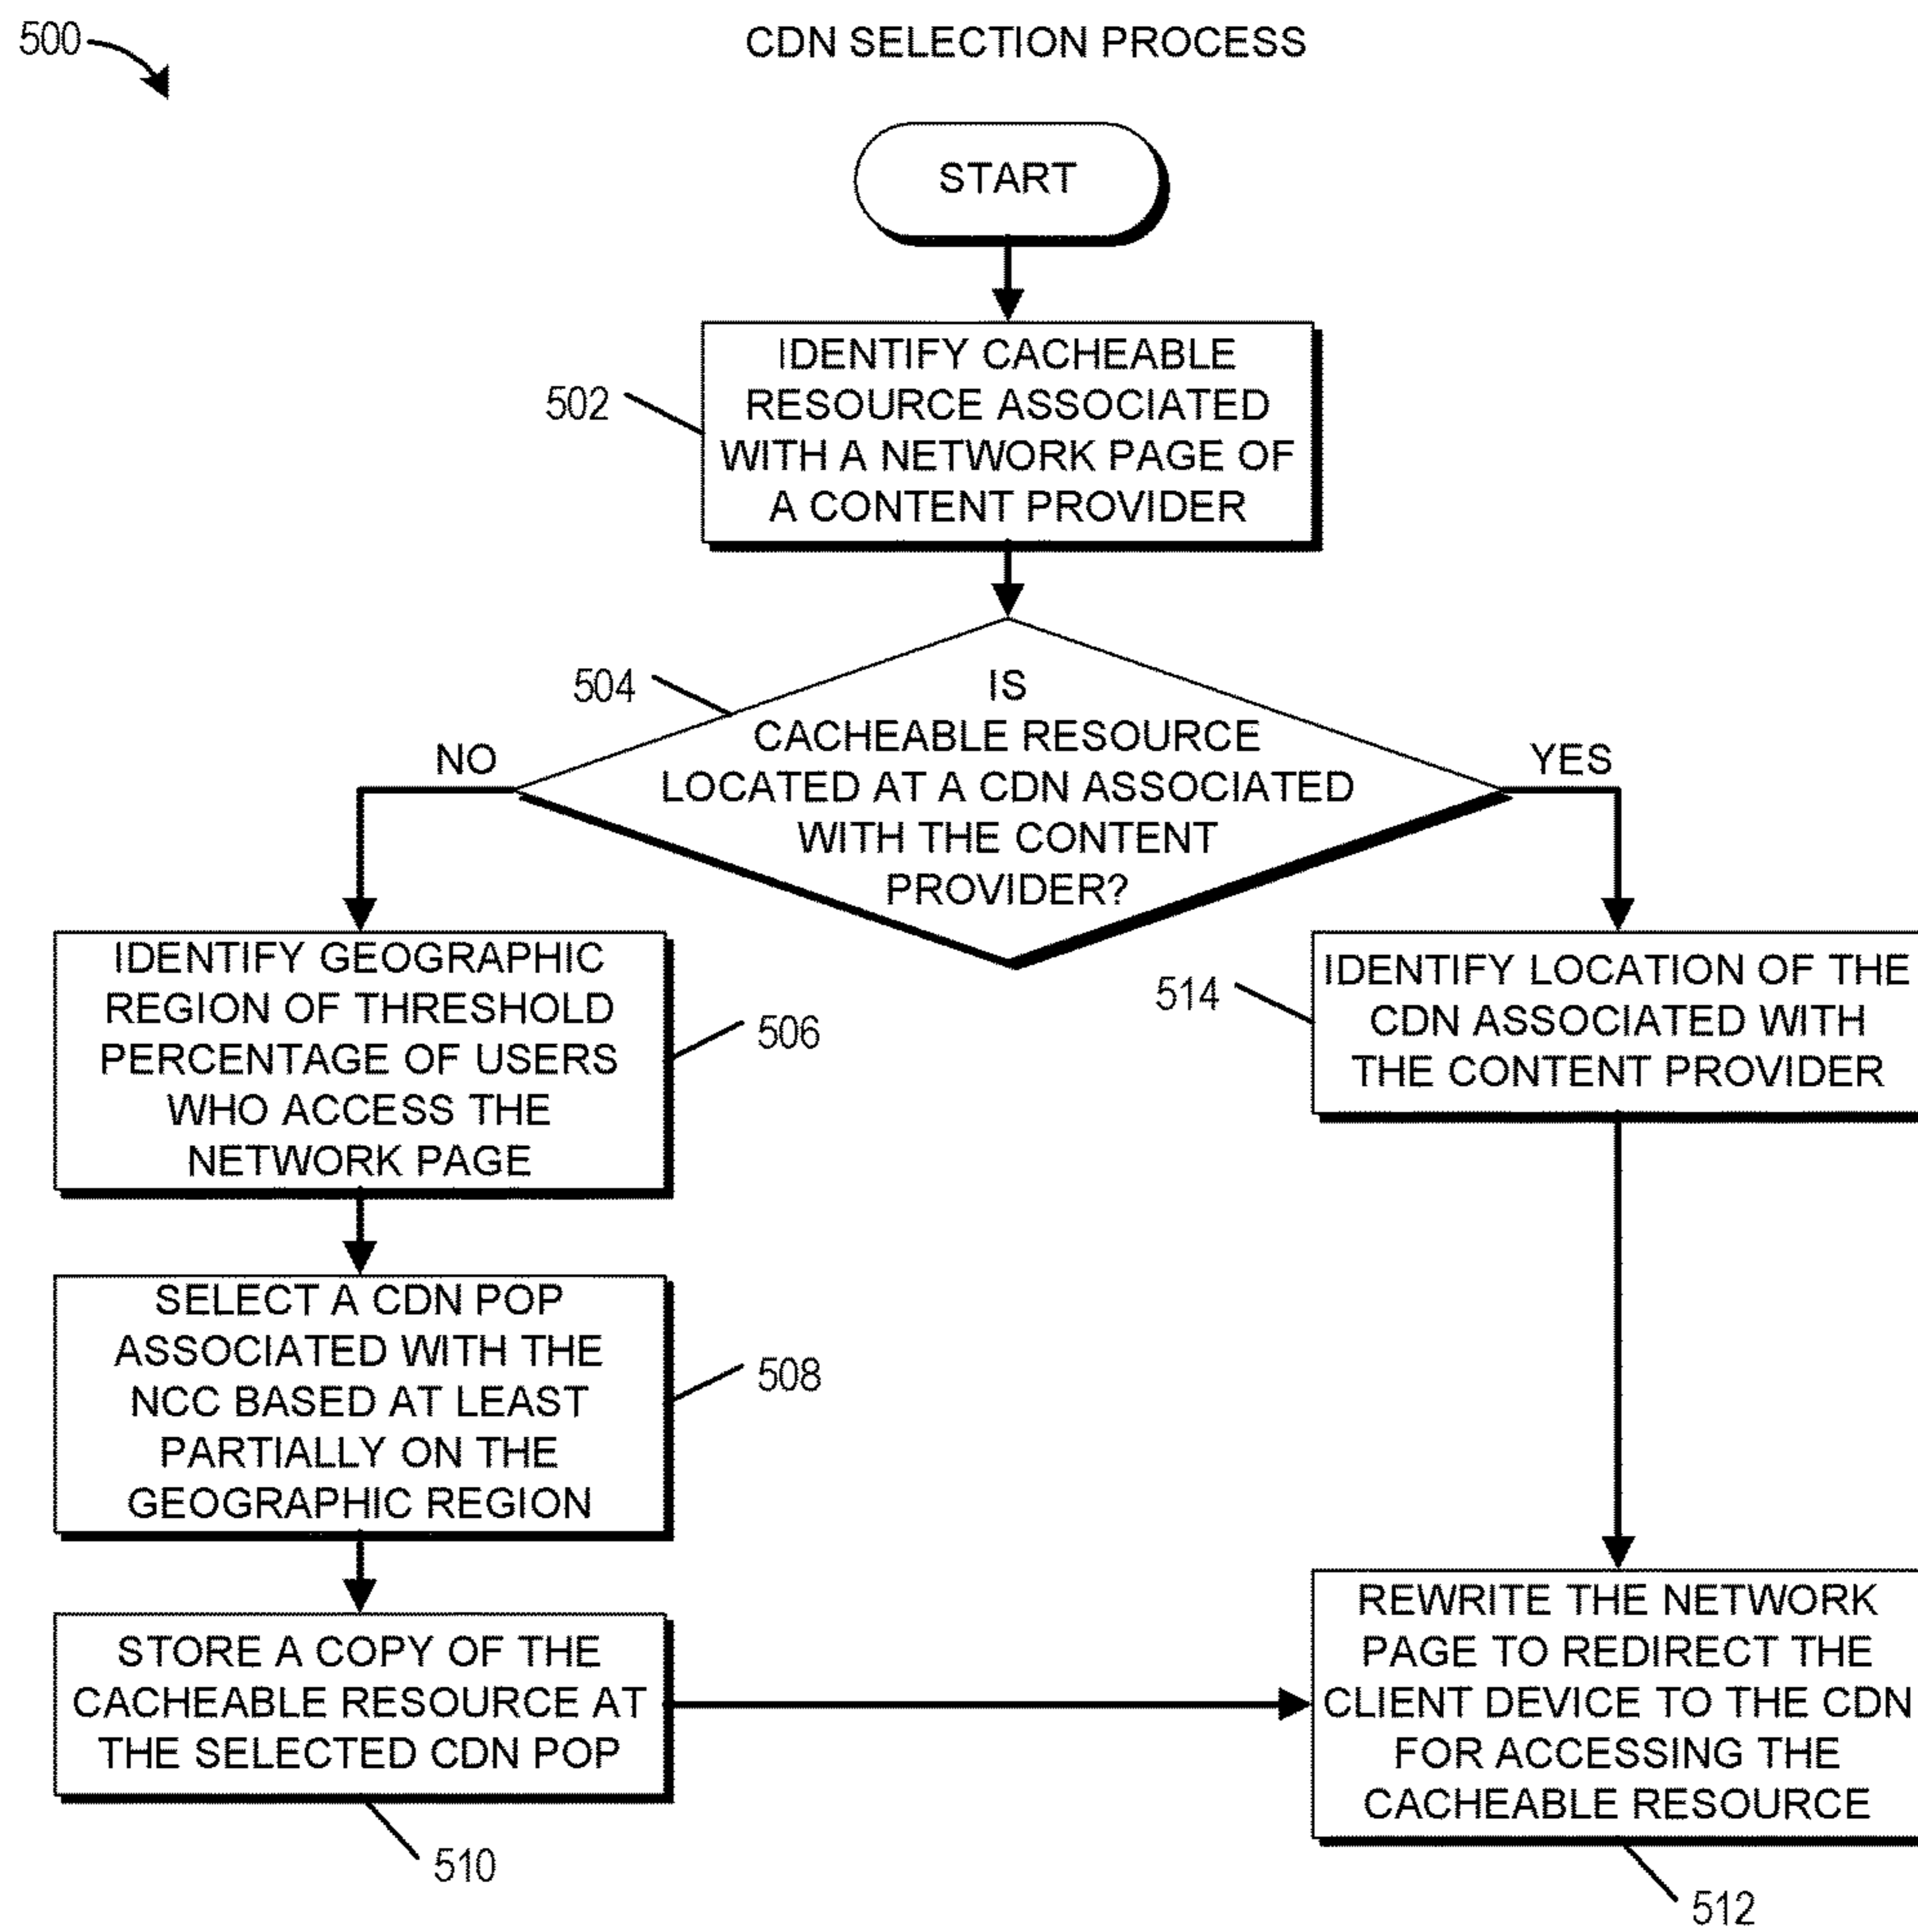 500
CDN SELECTION PROCESS
START
502
IDENTIFY CACHEABLE
RESOURCE ASSOCIATED
WITH A NETWORK PAGE OF
A CONTENT PROVIDER
504
IS
CACHEABLE RESOURCE
LOCATED AT A CDN ASSOCIATED
WITH THE CONTENT
PROVIDER?
NO
YES
IDENTIFY GEOGRAPHIC
REGION OF THRESHOLD
PERCENTAGE OF USERS
WHO ACCESS THE
NETWORK PAGE
506
SELECT A CDN POP
ASSOCIATED WITH THE
NCC BASED AT LEAST
PARTIALLY ON THE
GEOGRAPHIC REGION
508
STORE A COPY OF THE
CACHEABLE RESOURCE AT
THE SELECTED CDN POP
510
514
IDENTIFY LOCATION OF THE
CDN ASSOCIATED WITH
THE CONTENT PROVIDER
REWRITE THE NETWORK
PAGE TO REDIRECT THE
CLIENT DEVICE TO THE CDN
FOR ACCESSING THE
CACHEABLE RESOURCE
512